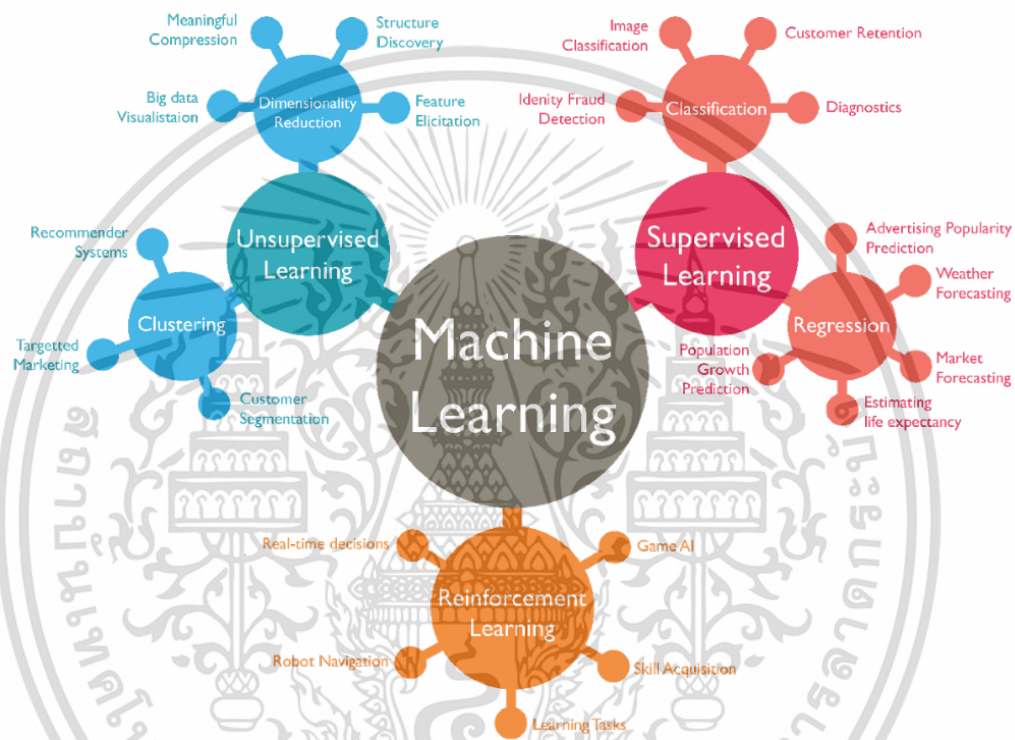 Meaningful
Compression
Structure
Discovery
Big data
Visualistaion
Dimensionality
Reduction
Feature
Elicitation
Image
Classification
Customer Retention
Idenity Fraud
Detection
Classification
Diagnostics
Unsupervised
Learning
Supervised
Learning
Recommender
Systems
Clustering
Targetted
Marketing
Customer
Segmentation
Advertising Popularity
Prediction
Weather
Forecasting
Regression
Population
Growth
Prediction
Market
Forecasting
Estimating
life expectancy
Machine
Learning
Real-time decisions
Game AI
Reinforcement
Learning
Robot Navigation
Skill Acquisition
Learning Tasks